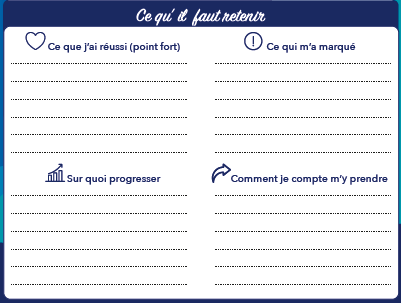 Ce qu'il faut retenir
Ce que j'ai réussi (point fort)
Ce qui m'a marqué
Sur quoi progresser
Comment je compte m'y prendre